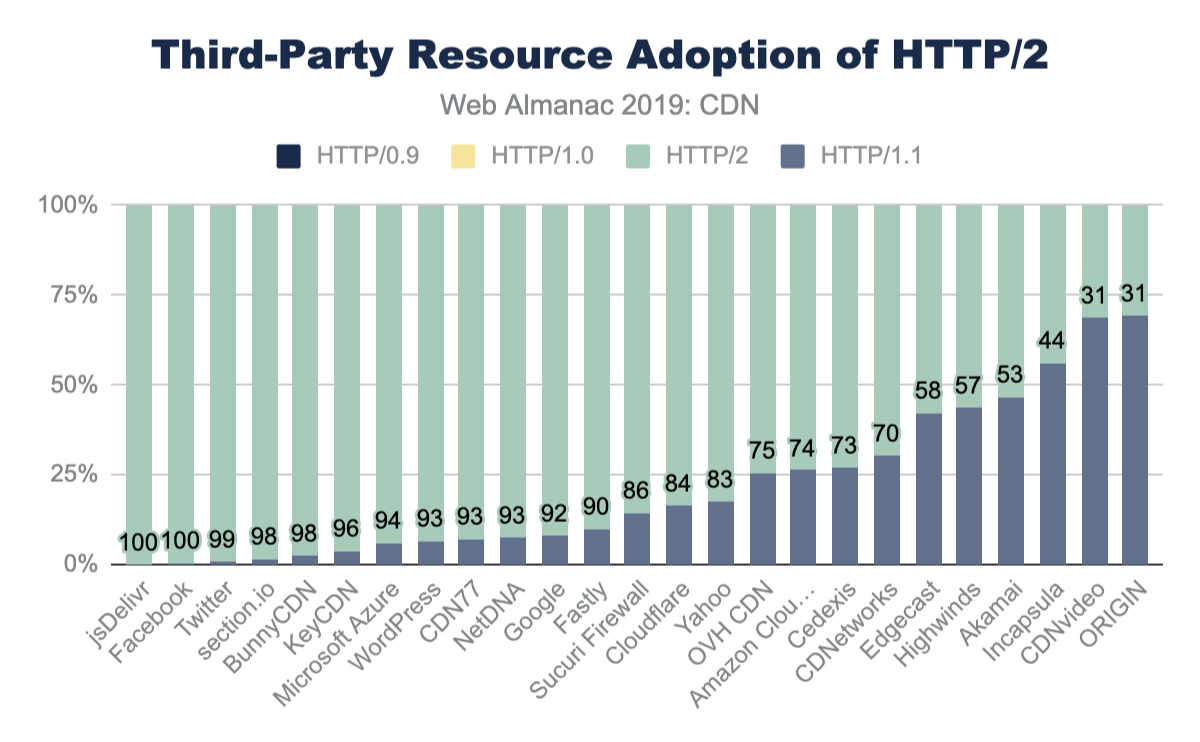 Third-Party Resource Adoption of HTTP/2
Web Almanac 2019: CDN
HTTP/0.9 HTTP/1.0 HTTP/2 HTTP/1.1
100%
75%
50%
25%
0%
100 100 99 98 98 96 94 93 93 93 92 90 86 84 83 75 74 73 70 58 57 53 44 31 31
jsDelivr
Facebook
Twitter
section.io
BunnyCDN
KeyCDN
Microsoft Azure
WordPress
CDN77
NetDNA
Google
Fastly
Sucuri Firewall
Cloudflare
Yahoo
OVH CDN
Amazon Clou…
Cedexis
CDNetworks
Edgecast
Highwinds
Akamai
Incapsula
CDNvideo
ORIGIN